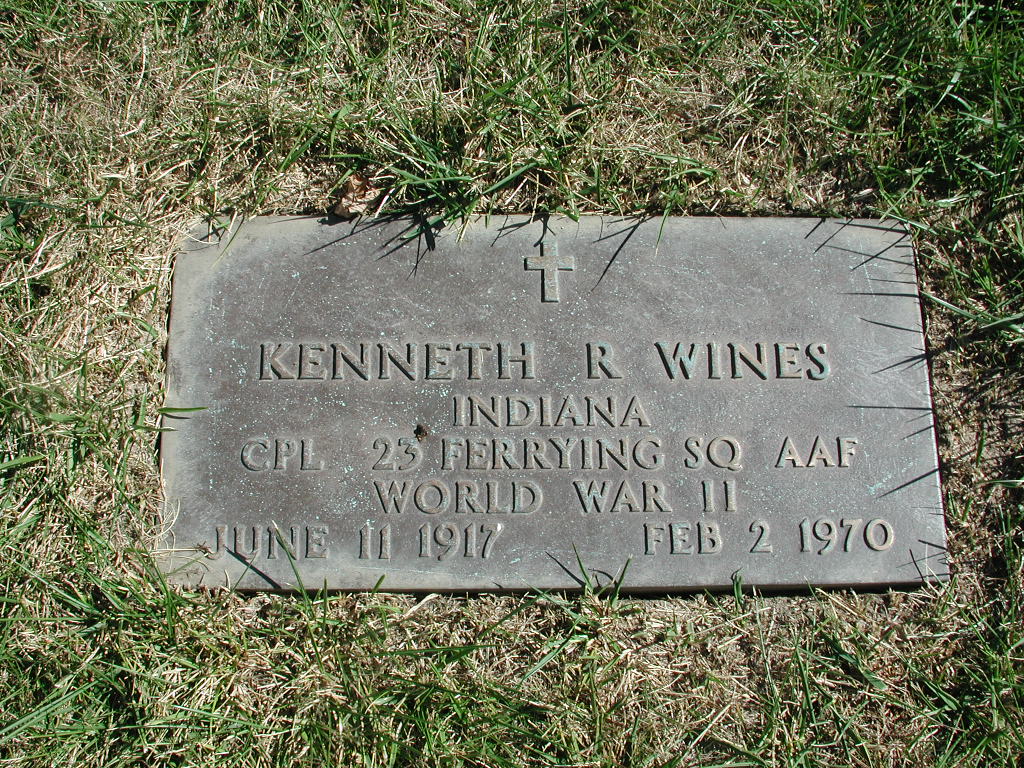 KENNETH R WINES
INDIANA
CPL 23 FERRYING SQ AAF
WORLD WAR II
JUNE 11 1917 FEB 2 1970